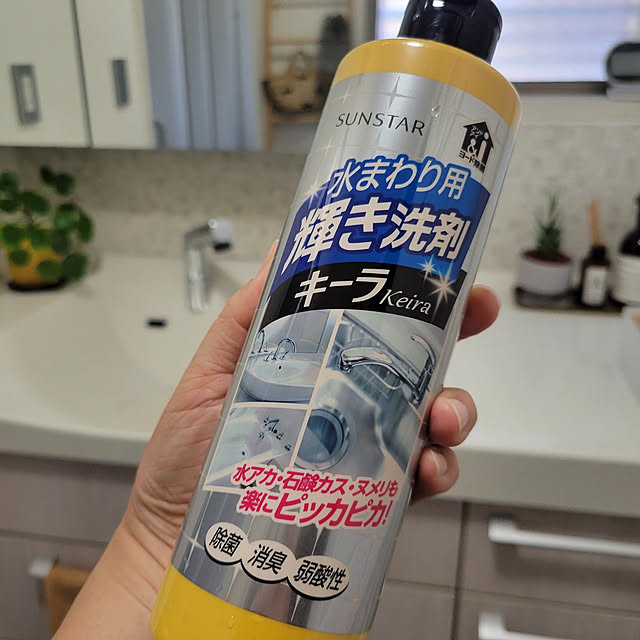 SUNSTAR
&i
水まわり用
輝き洗剤
キーラ Keira
水アカ・石鹸カス・ヌメリも
楽にピッカピカ!
除菌 消臭 弱酸性